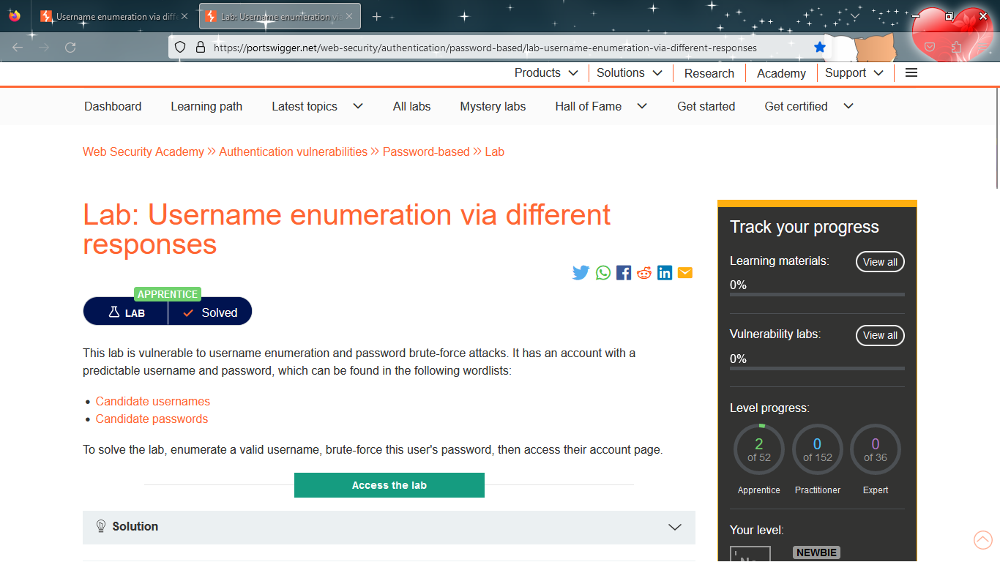 Username enumeration via diffe
Lab: Username enumeration via
https://portswigger.net/web-security/authentication/password-based/lab-username-enumeration-via-different-responses
Products Solutions Research Academy Support
Dashboard Learning path Latest topics All labs Mystery labs Hall of Fame Get started Get certified
Web Security Academy >> Authentication vulnerabilities >> Password-based >> Lab
Lab: Username enumeration via different
responses
APPRENTICE
LAB Solved
This lab is vulnerable to username enumeration and password brute-force attacks. It has an account with a
predictable username and password, which can be found in the following wordlists:
• Candidate usernames
• Candidate passwords
To solve the lab, enumerate a valid username, brute-force this user's password, then access their account page.
Access the lab
Solution
Track your progress
Learning materials: View all
0%
Vulnerability labs: View all
0%
Level progress:
2 0 0
of 52 of 152 of 36
Apprentice Practitioner Expert
Your level:
NEWBIE